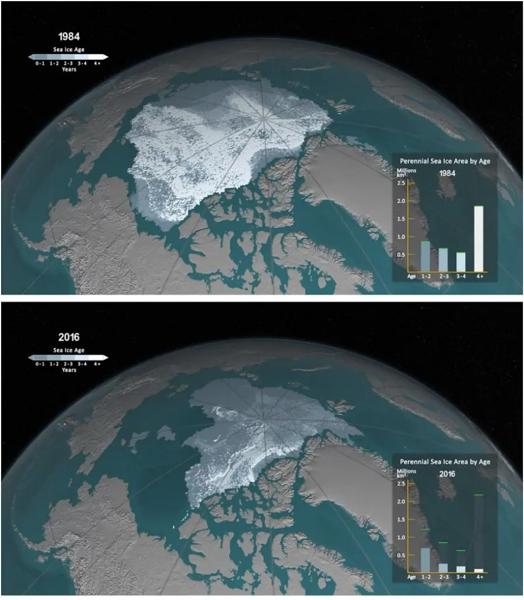 1984
Sea Ice Age
0-1 1-2 2-3 3-4 4+
Years
Perennial Sea Ice Area by Age
Millions
km²
1984
2.5
2.0
1.5
1.0
0.5
Age 1-2 2-3 3-4 4+
2016
Sea Ice Age
0-1 1-2 2-3 3-4 4+
Years
Perennial Sea Ice Area by Age
Millions
km²
2016
2.5
2.0
1.5
1.0
0.5
Age 1-2 2-3 3-4 4+